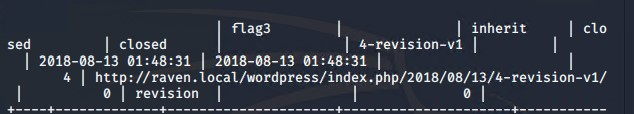 | flag3 | | inherit | clo
sed | closed | | 4-revision-v1 | |
| 2018-08-13 01:48:31 | 2018-08-13 01:48:31 | |
4 | http://raven.local/wordpress/index.php/2018/08/13/4-revision-v1/
| 0 | revision | | 0 |
+----+-------------+---------------------+---------------------+-----------